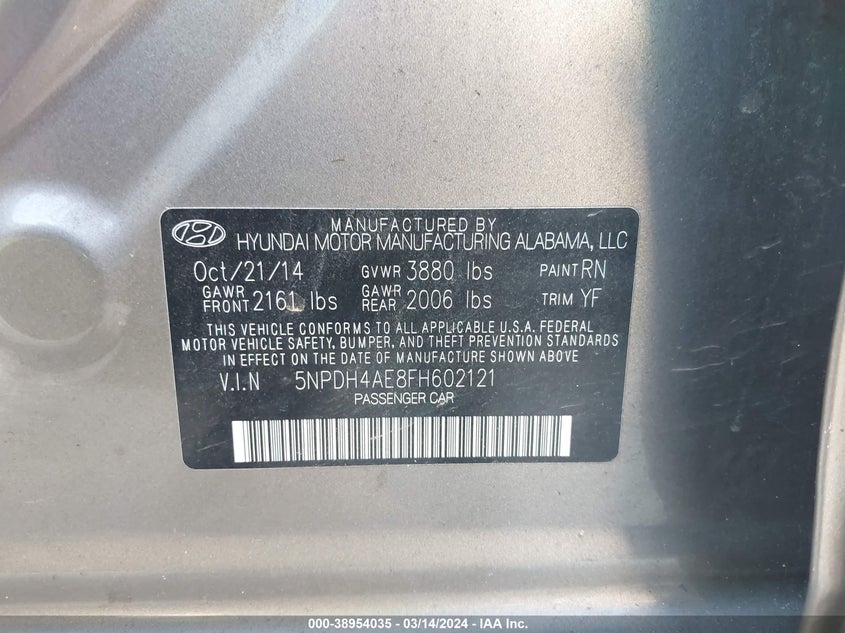 MANUFACTURED BY
HYUNDAI MOTOR MANUFACTURING ALABAMA, LLC
Oct/21/14 GVWR 3880 lbs PAINT RN
GAWR FRONT 2161 lbs GAWR REAR 2006 lbs TRIM YF
THIS VEHICLE CONFORMS TO ALL APPLICABLE U.S.A. FEDERAL
MOTOR VEHICLE SAFETY, BUMPER, AND THEFT PREVENTION STANDARDS
IN EFFECT ON THE DATE OF MANUFACTURE SHOWN ABOVE
V.I.N 5NPDH4AE8FH602121
PASSENGER CAR
000-38954035 - 03/14/2024 - IAA Inc.